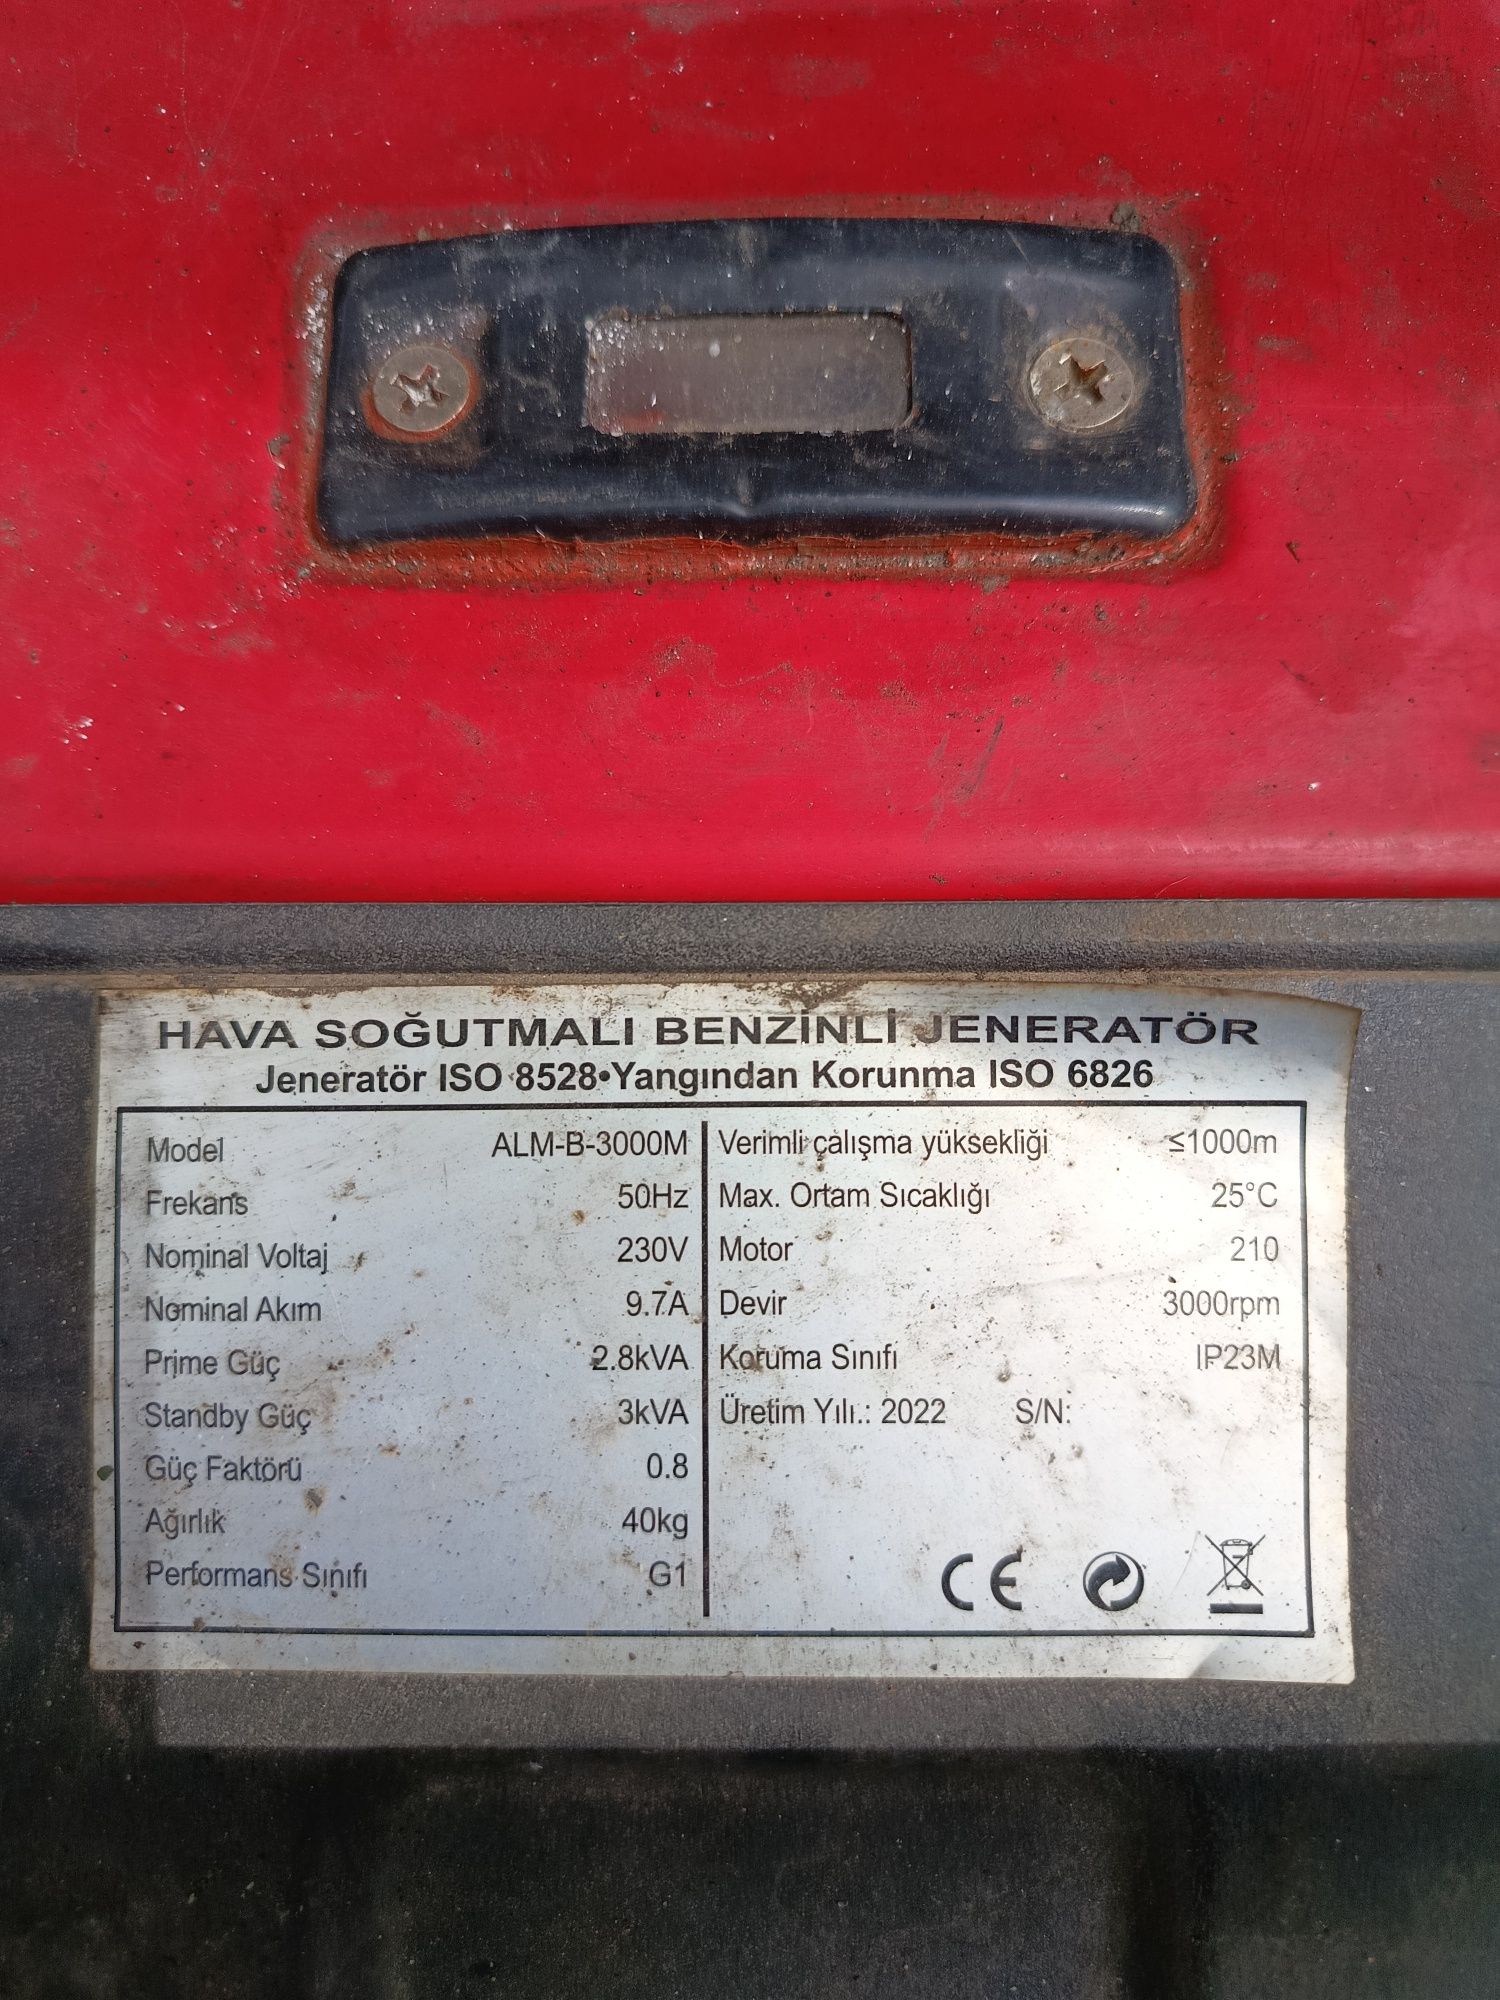 HAVA SOĞUTMALI BENZİNLİ JENERATÖR
Jeneratör ISO 8528•Yangından Korunma ISO 6826
Model ALM-B-3000M
Frekans 50Hz
Nominal Voltaj 230V
Nominal Akım 9.7A
Prime Güç 2.8kVA
Standby Güç 3kVA
Güç Faktörü 0.8
Ağırlık 40kg
Performans Sınıfı G1
Verimli çalışma yüksekliği ≤1000m
Max. Ortam Sıcaklığı 25°C
Motor 210
Devir 3000rpm
Koruma Sınıfı IP23M
Üretim Yılı.: 2022 S/N:
CE